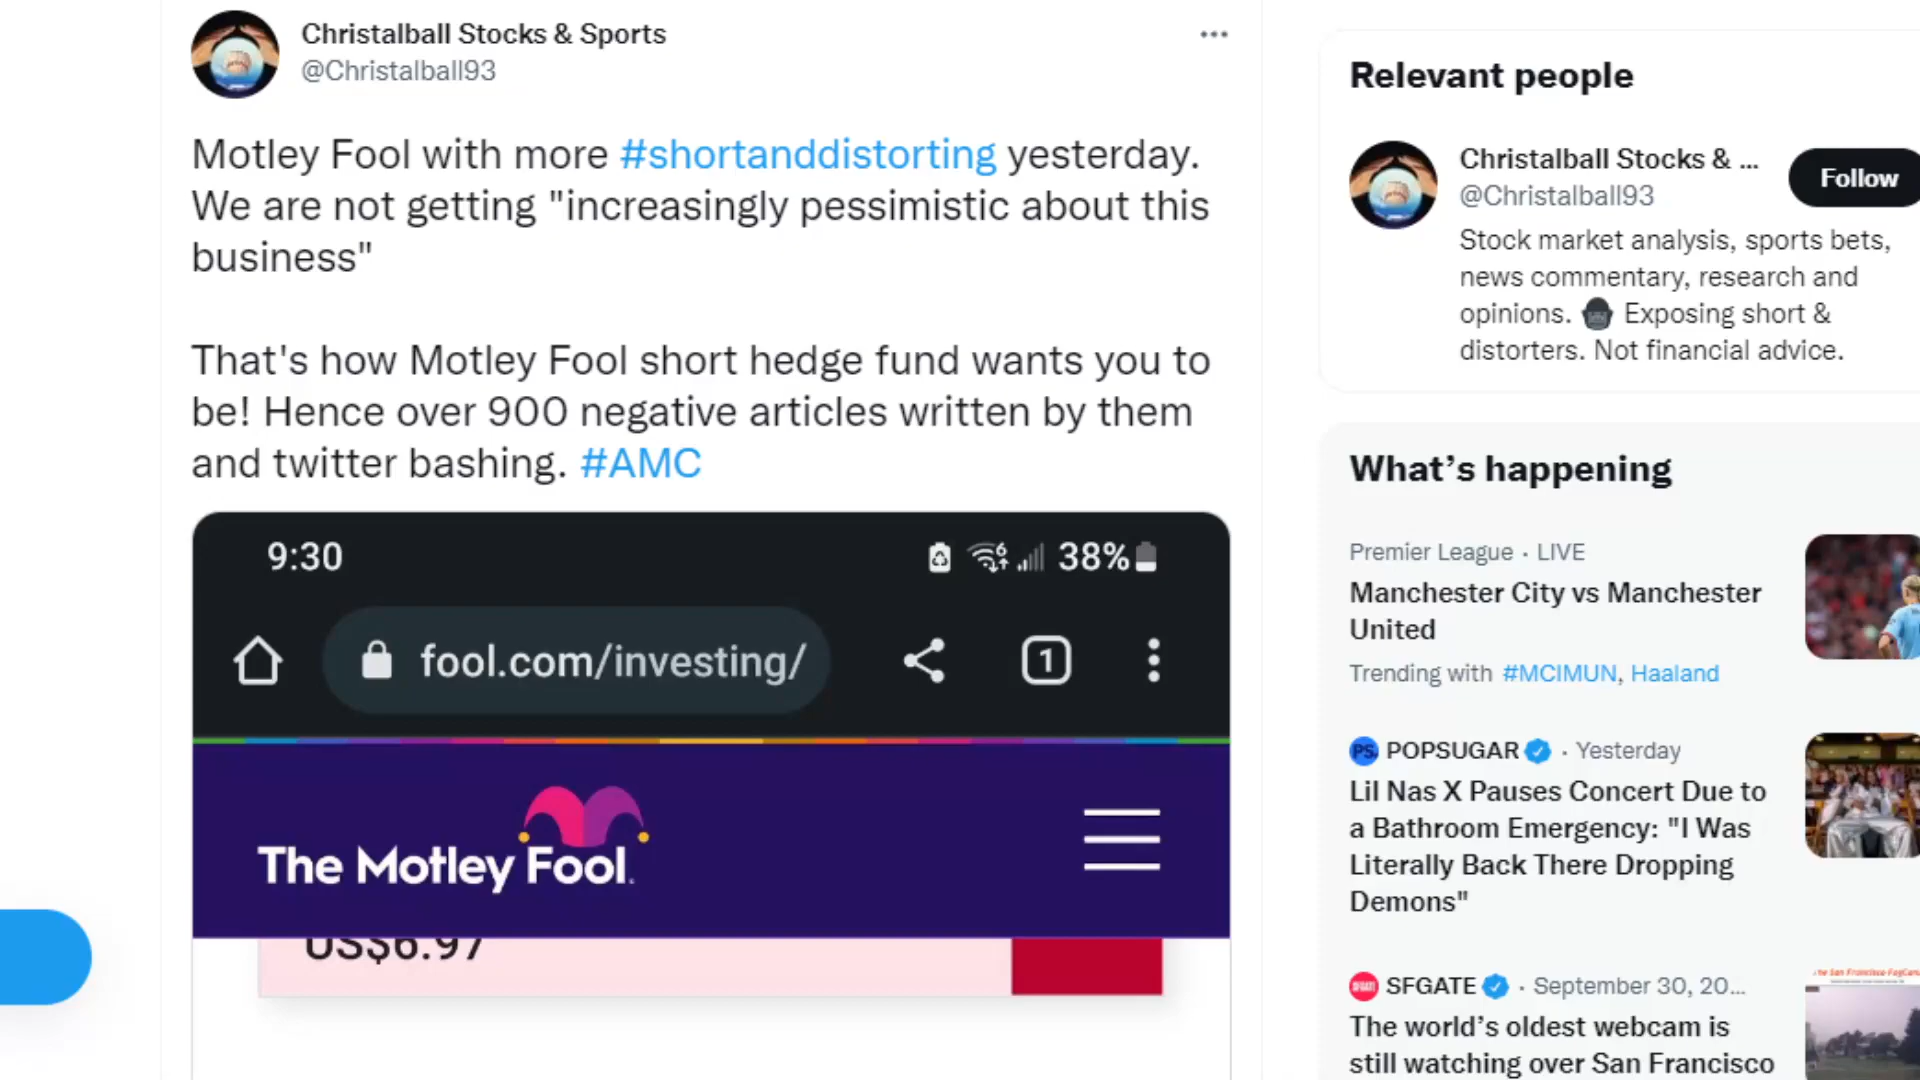 Christalball Stocks & Sports
@Christalball93
Motley Fool with more #shortanddistorting yesterday.
We are not getting "increasingly pessimistic about this
business"
That's how Motley Fool short hedge fund wants you to
be! Hence over 900 negative articles written by them
and twitter bashing. #AMC
9:30
38%
fool.com/investing/
1
The Motley Fool.
US$6.97
Relevant people
Christalball Stocks & ...
@Christalball93
Follow
Stock market analysis, sports bets,
news commentary, research and
opinions. Exposing short &
distorters. Not financial advice.
What's happening
Premier League · LIVE
Manchester City vs Manchester
United
Trending with #MCIMUN, Haaland
PS. POPSUGAR · Yesterday
Lil Nas X Pauses Concert Due to
a Bathroom Emergency: "I Was
Literally Back There Dropping
Demons"
SFGATE · September 30, 20...
The world's oldest webcam is
still watching over San Francisco